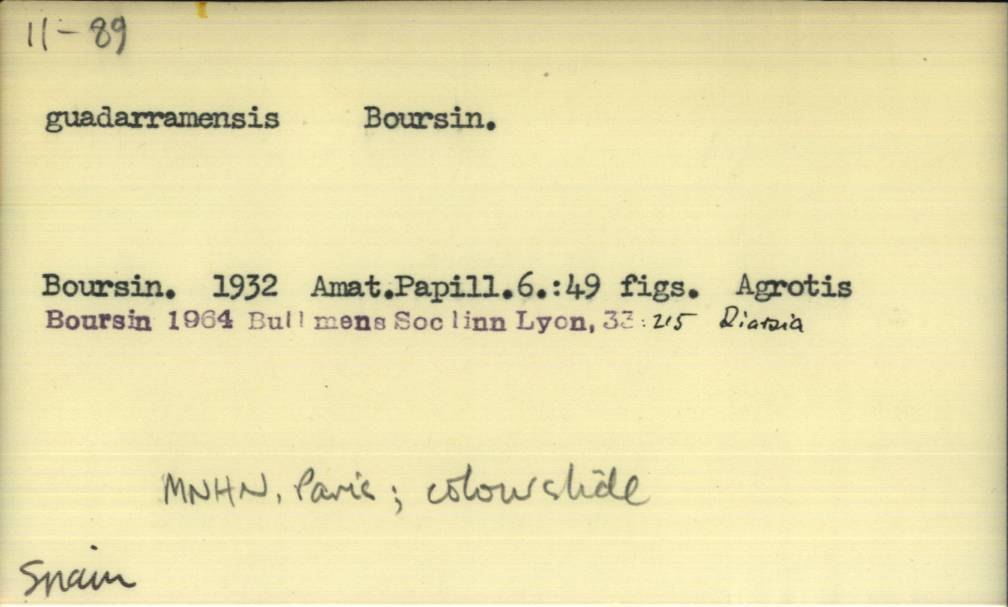 11-89
guadarramensis Boursin.
Boursin. 1932 Amat.Papill.6.:49 figs. Agrotis
Boursin 1964 Bull mens Soc linn Lyon, 33:215 Diarsia
MNHN, Paris; colourslide
Spain